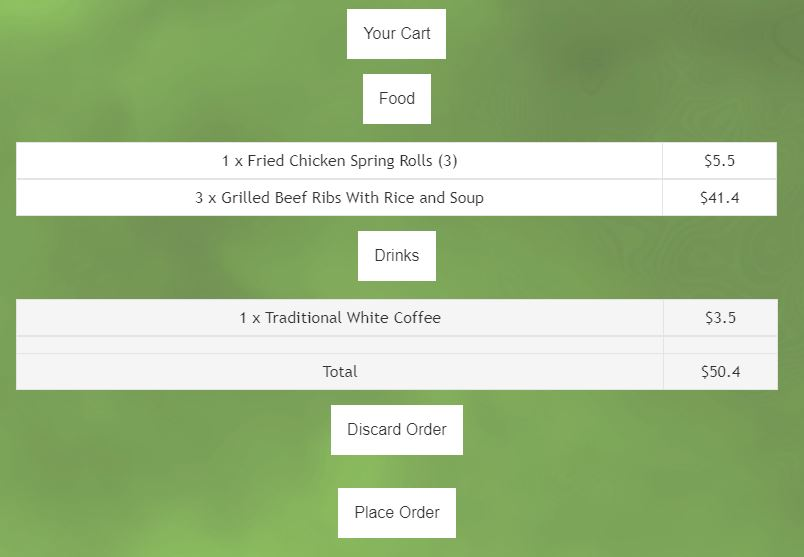 Your Cart
Food
1 x Fried Chicken Spring Rolls (3) $5.5
3 x Grilled Beef Ribs With Rice and Soup $41.4
Drinks
1 x Traditional White Coffee $3.5
Total $50.4
Discard Order
Place Order